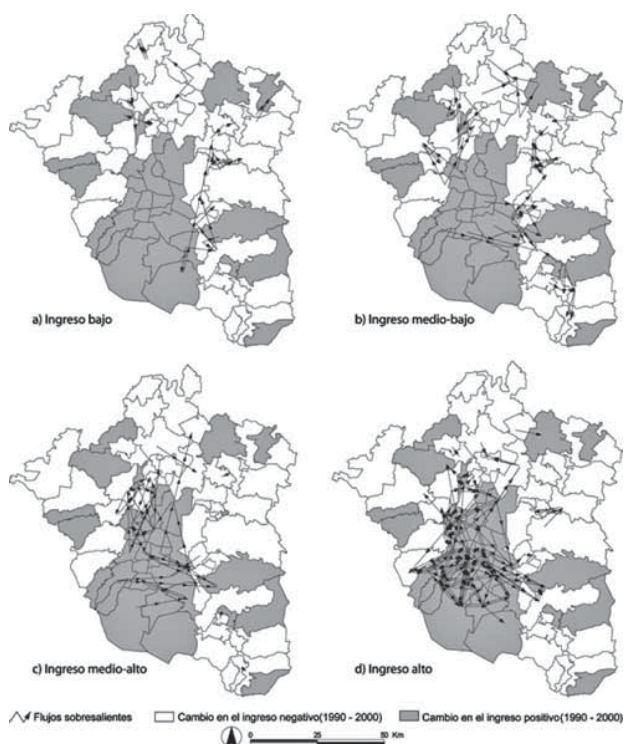 a) Ingreso bajo
b) Ingreso medio-bajo
c) Ingreso medio-alto
d) Ingreso alto
Flujos sobresalientes
Cambio en el ingreso negativo(1990 - 2000)
Cambio en el ingreso positivo(1990 - 2000)
0 25 50 Km